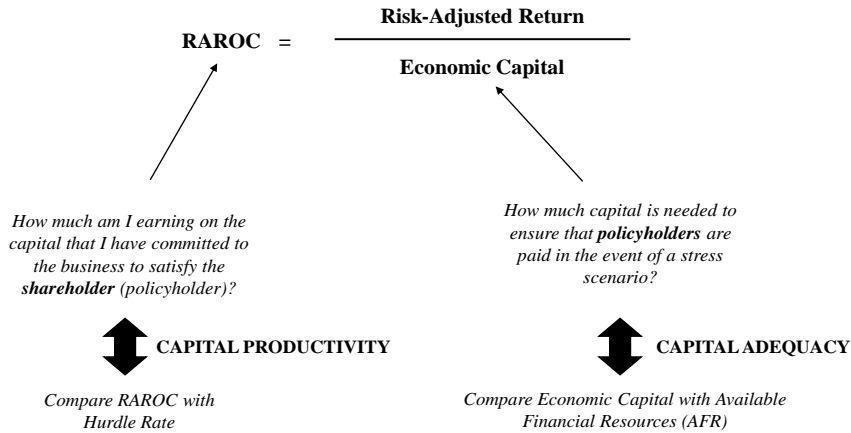 Risk-Adjusted Return
RAROC =
Economic Capital
How much am I earning on the
capital that I have committed to
the business to satisfy the
shareholder (policyholder)?
How much capital is needed to
ensure that policyholders are
paid in the event of a stress
scenario?
CAPITAL PRODUCTIVITY
CAPITAL ADEQUACY
Compare RAROC with
Hurdle Rate
Compare Economic Capital with Available
Financial Resources (AFR)